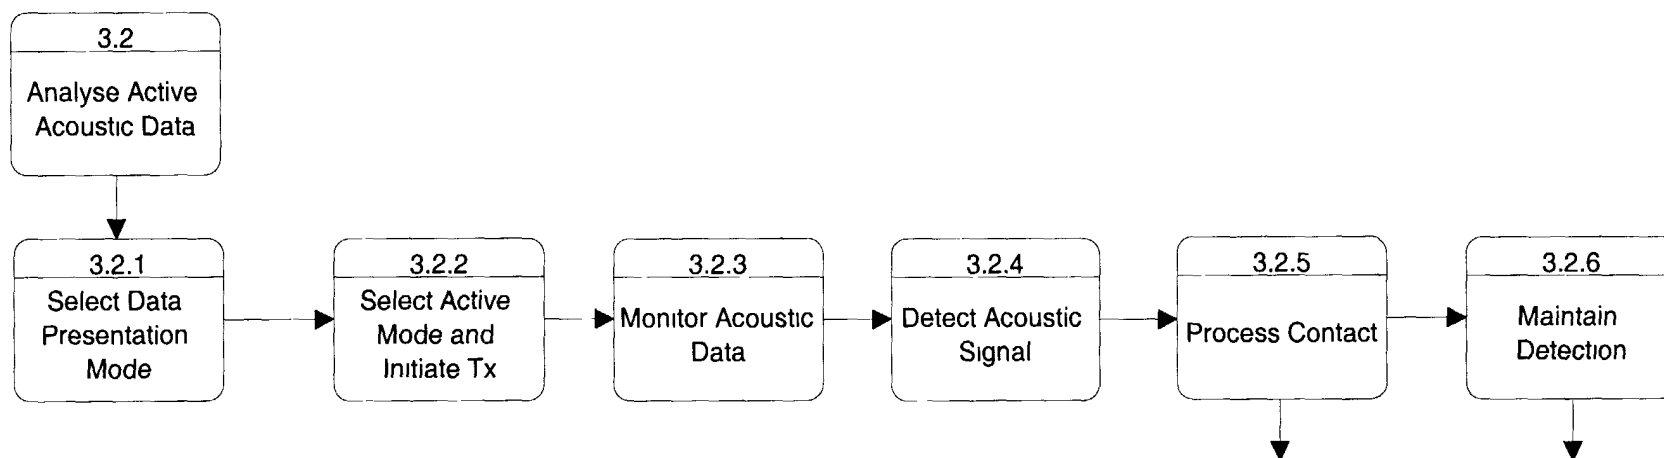 3.2
Analyse Active
Acoustic Data
3.2.1
Select Data
Presentation
Mode
3.2.2
Select Active
Mode and
Initiate Tx
3.2.3
Monitor Acoustic
Data
3.2.4
Detect Acoustic
Signal
3.2.5
Process Contact
3.2.6
Maintain
Detection